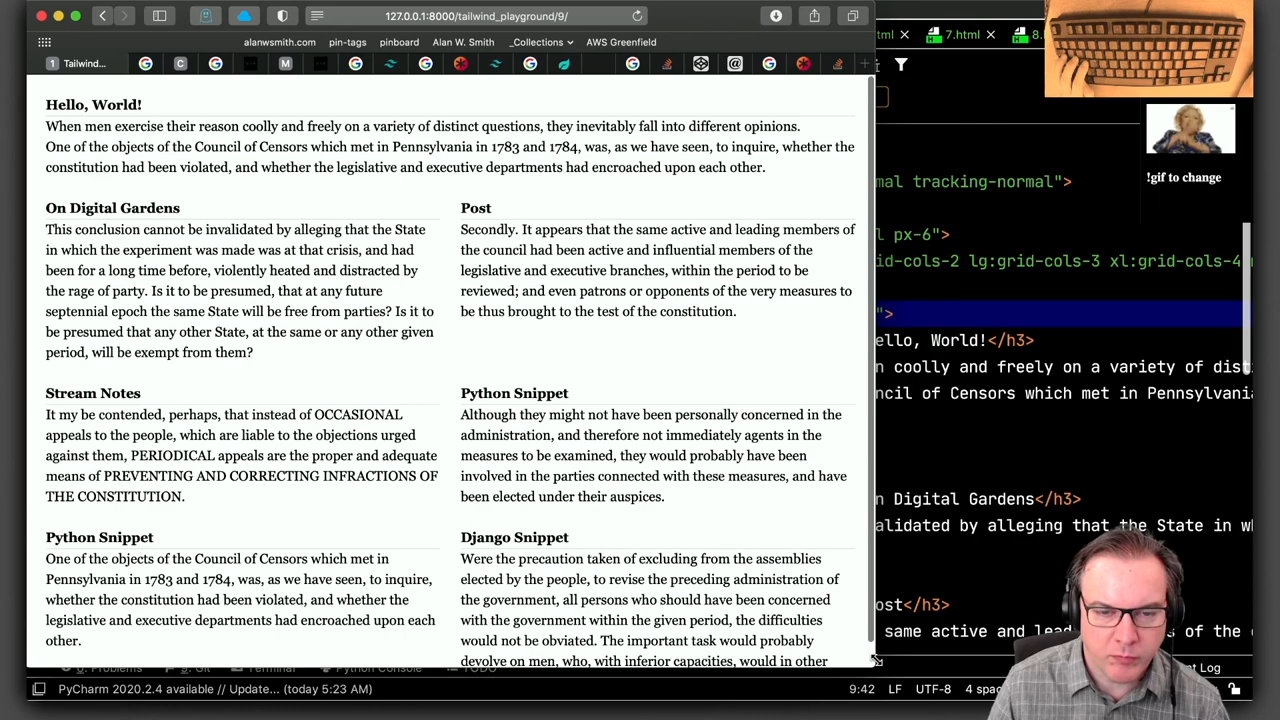 127.0.0.1:8000/tailwind_playground/9/
alanwsmith.com pin-tags pinboard Alan W. Smith _Collections AWS Greenfield
1 Tailwind...
Hello, World!
When men exercise their reason coolly and freely on a variety of distinct questions, they inevitably fall into different opinions.
One of the objects of the Council of Censors which met in Pennsylvania in 1783 and 1784, was, as we have seen, to inquire, whether the
constitution had been violated, and whether the legislative and executive departments had encroached upon each other.
On Digital Gardens
This conclusion cannot be invalidated by alleging that the State
in which the experiment was made was at that crisis, and had
been for a long time before, violently heated and distracted by
the rage of party. Is it to be presumed, that at any future
septennial epoch the same State will be free from parties? Is it to
be presumed that any other State, at the same or any other given
period, will be exempt from them?
Post
Secondly. It appears that the same active and leading members of
the council had been active and influential members of the
legislative and executive branches, within the period to be
reviewed; and even patrons or opponents of the very measures to
be thus brought to the test of the constitution.
Stream Notes
It my be contended, perhaps, that instead of OCCASIONAL
appeals to the people, which are liable to the objections urged
against them, PERIODICAL appeals are the proper and adequate
means of PREVENTING AND CORRECTING INFRACTIONS OF
THE CONSTITUTION.
Python Snippet
Although they might not have been personally concerned in the
administration, and therefore not immediately agents in the
measures to be examined, they would probably have been
involved in the parties connected with these measures, and have
been elected under their auspices.
Python Snippet
One of the objects of the Council of Censors which met in
Pennsylvania in 1783 and 1784, was, as we have seen, to inquire,
whether the constitution had been violated, and whether the
legislative and executive departments had encroached upon each
other.
Django Snippet
Were the precaution taken of excluding from the assemblies
elected by the people, to revise the preceding administration of
the government, all persons who should have been concerned
with the government within the given period, the difficulties
would not be obviated. The important task would probably
devolve on men, who, with inferior capacities, would in other
tml 7.html 8.
!gif to change
mal tracking-normal">
l px-6">
id-cols-2 lg:grid-cols-3 xl:grid-cols-4
">
ello, World!</h3>
n coolly and freely on a variety of dist
ncil of Censors which met in Pennsylvania
n Digital Gardens</h3>
alidated by alleging that the State in wh
ost</h3>
same active and lead s of the
6: Problems 9: Git Terminal Python Console TODO nt Log
PyCharm 2020.2.4 available // Update... (today 5:23 AM) 9:42 LF UTF-8 4 spac